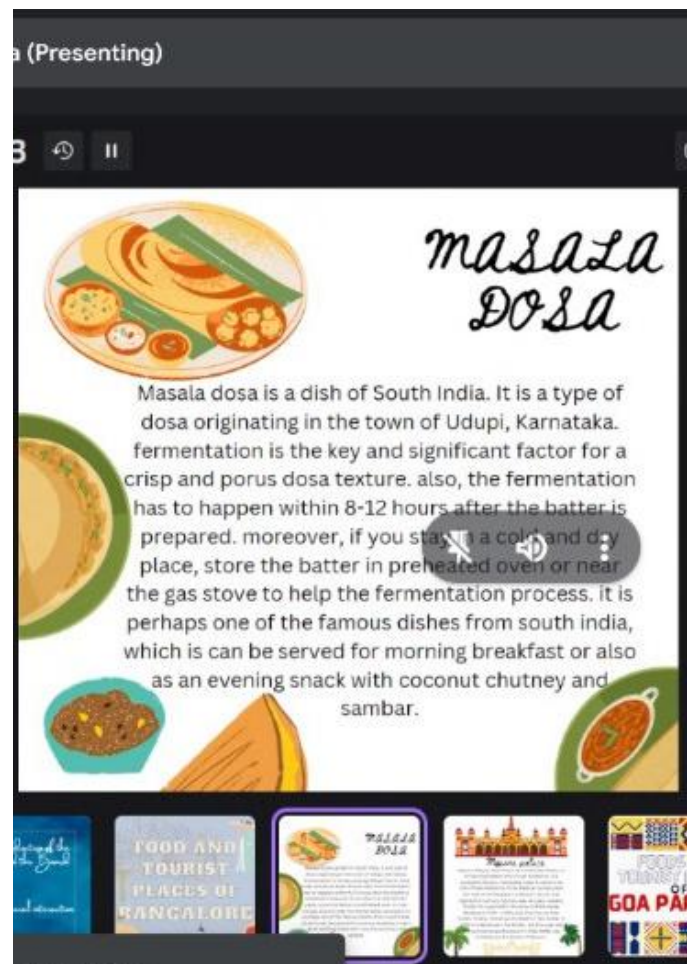 a (Presenting)
3
MASALA
DOSA
Masala dosa is a dish of South India. It is a type of
dosa originating in the town of Udupi, Karnataka.
fermentation is the key and significant factor for a
crisp and porus dosa texture. also, the fermentation
has to happen within 8-12 hours after the batter is
prepared. moreover, if you stay in a cold and dry
place, store the batter in preheated oven or near
the gas stove to help the fermentation process. it is
perhaps one of the famous dishes from south india,
which is can be served for morning breakfast or also
as an evening snack with coconut chutney and
sambar.
FOOD AND
TOURIST
PLACES OF
BANGALORE
MASALA
DOSA
Mysore palace
FOODS
OF
GOA